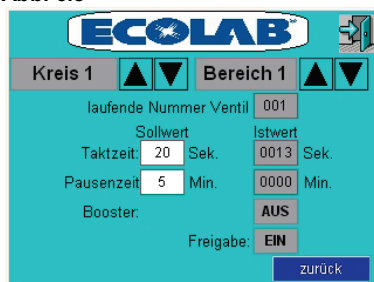 ECOLAB
Kreis 1 Bereich 1
laufende Nummer Ventil 001
Sollwert Istwert
Taktzeit: 20 Sek. 0013 Sek.
Pausenzeit 5 Min. 0000 Min.
Booster: AUS
Freigabe: EIN
zurück